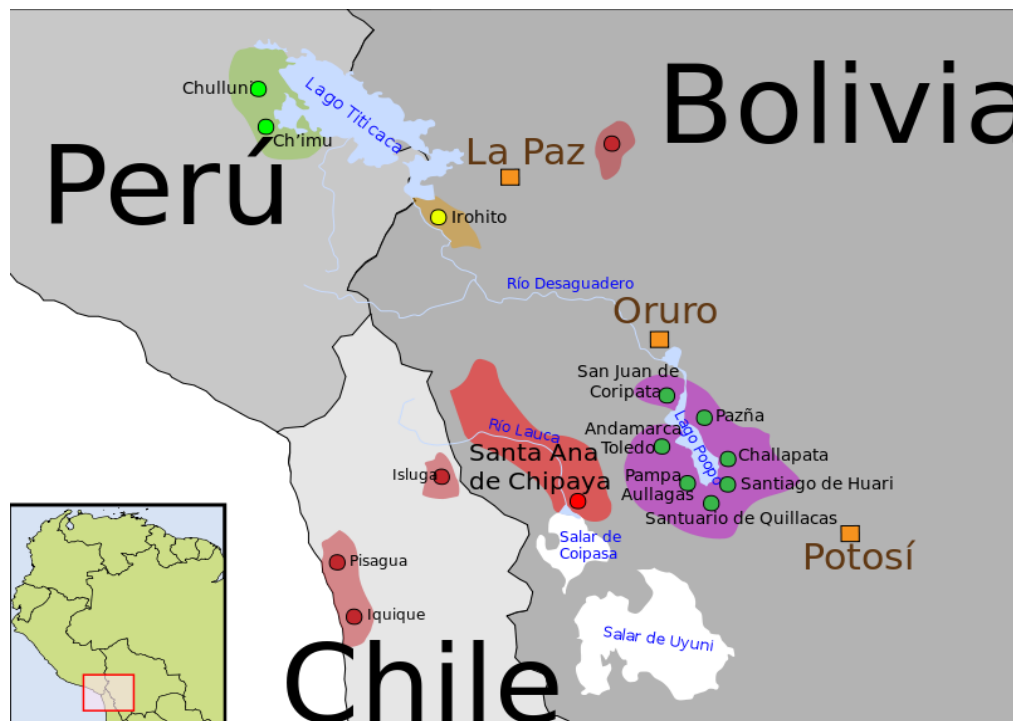 Bolivia
Chulluni
Lago Titicaca
Ch'imu
La Paz
Perú
Irohito
Río Desaguadero
Oruro
San Juan de
Coripata
Pazña
Lago Poopó
Andamarca
Toledo
Río Lauca
Santa Ana
de Chipaya
Challapata
Isluga
Pampa
Aullagas
Santiago de Huari
Santuario de Quillacas
Salar de
Coipasa
Potosí
Pisagua
Iquique
Salar de Uyuni
Chile